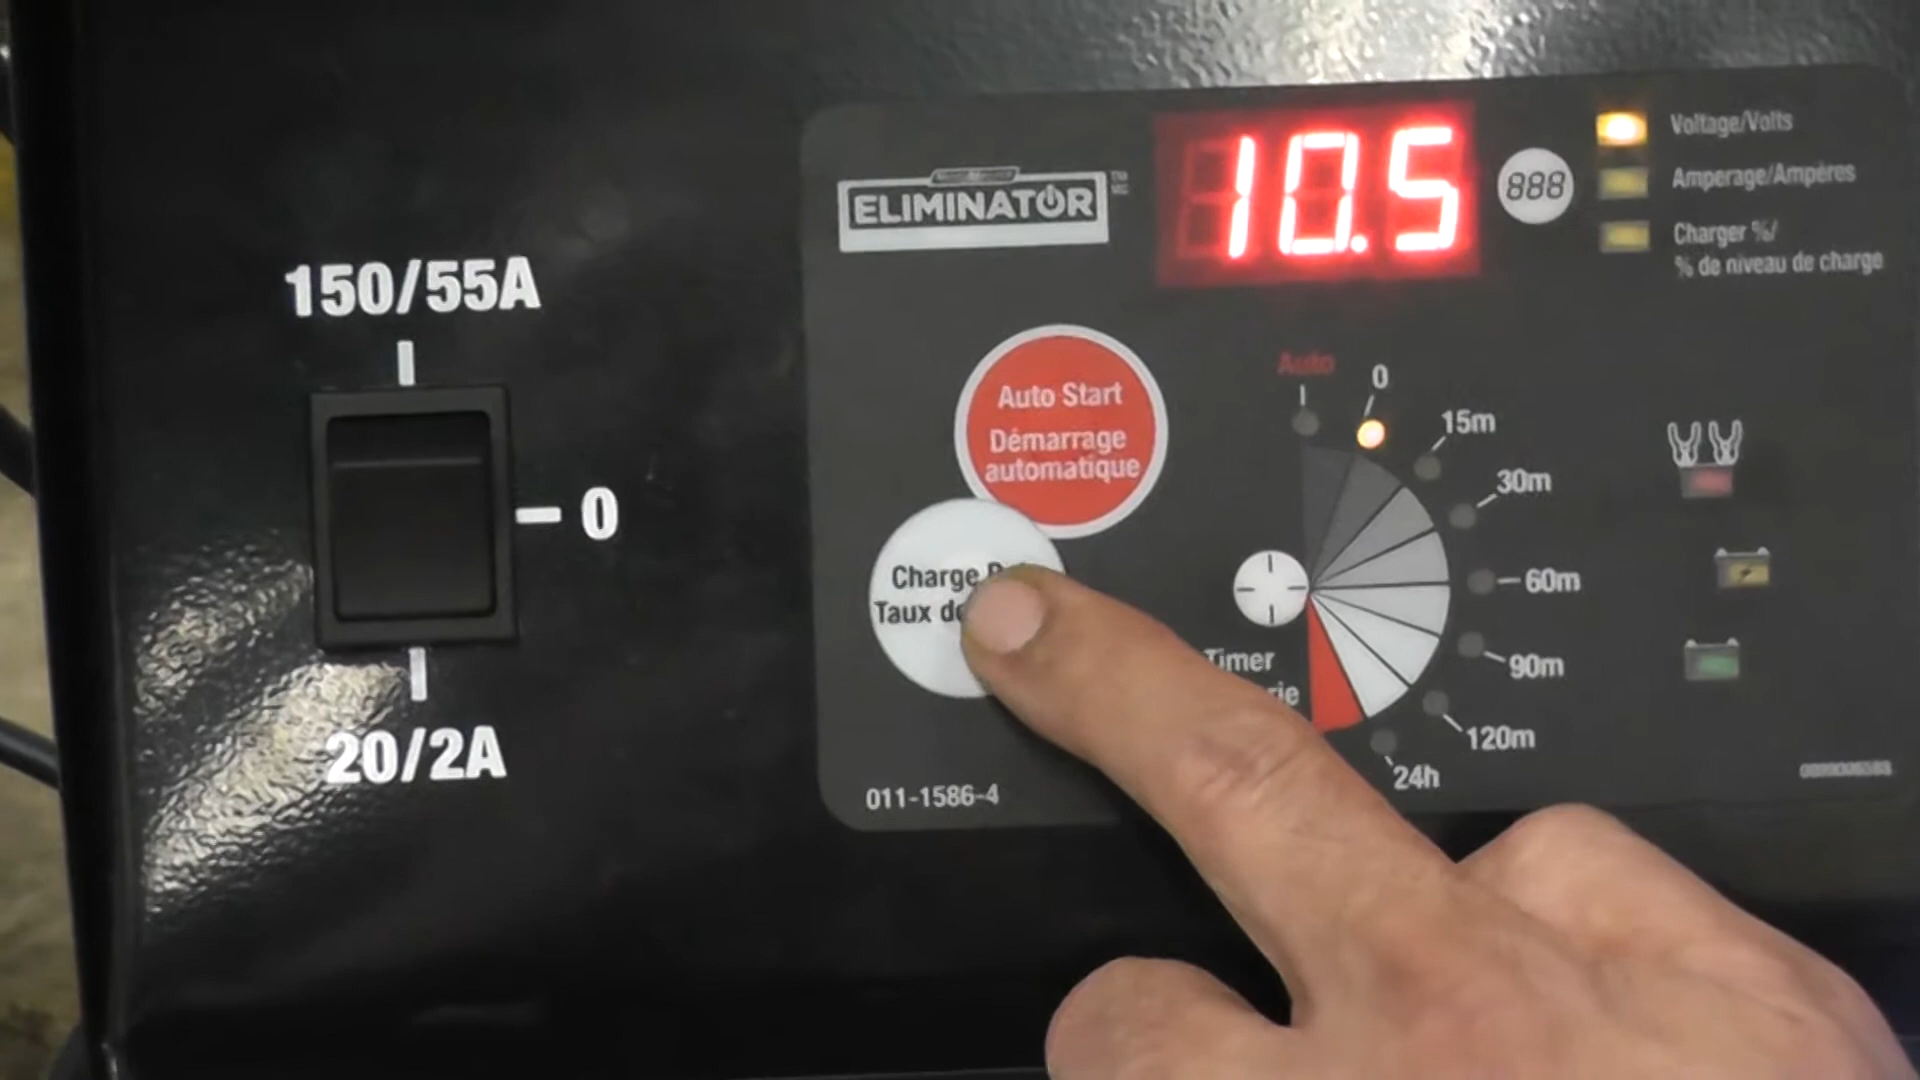 150/55A
0
20/2A
ELIMINATOR
10.5
888
Voltage/Volts
Amperage/Ampères
Charger %/
% de niveau de charge
Auto Start
Démarrage
automatique
Charge
Taux de
Auto
0
15m
30m
60m
90m
120m
24h
Timer
011-1586-4